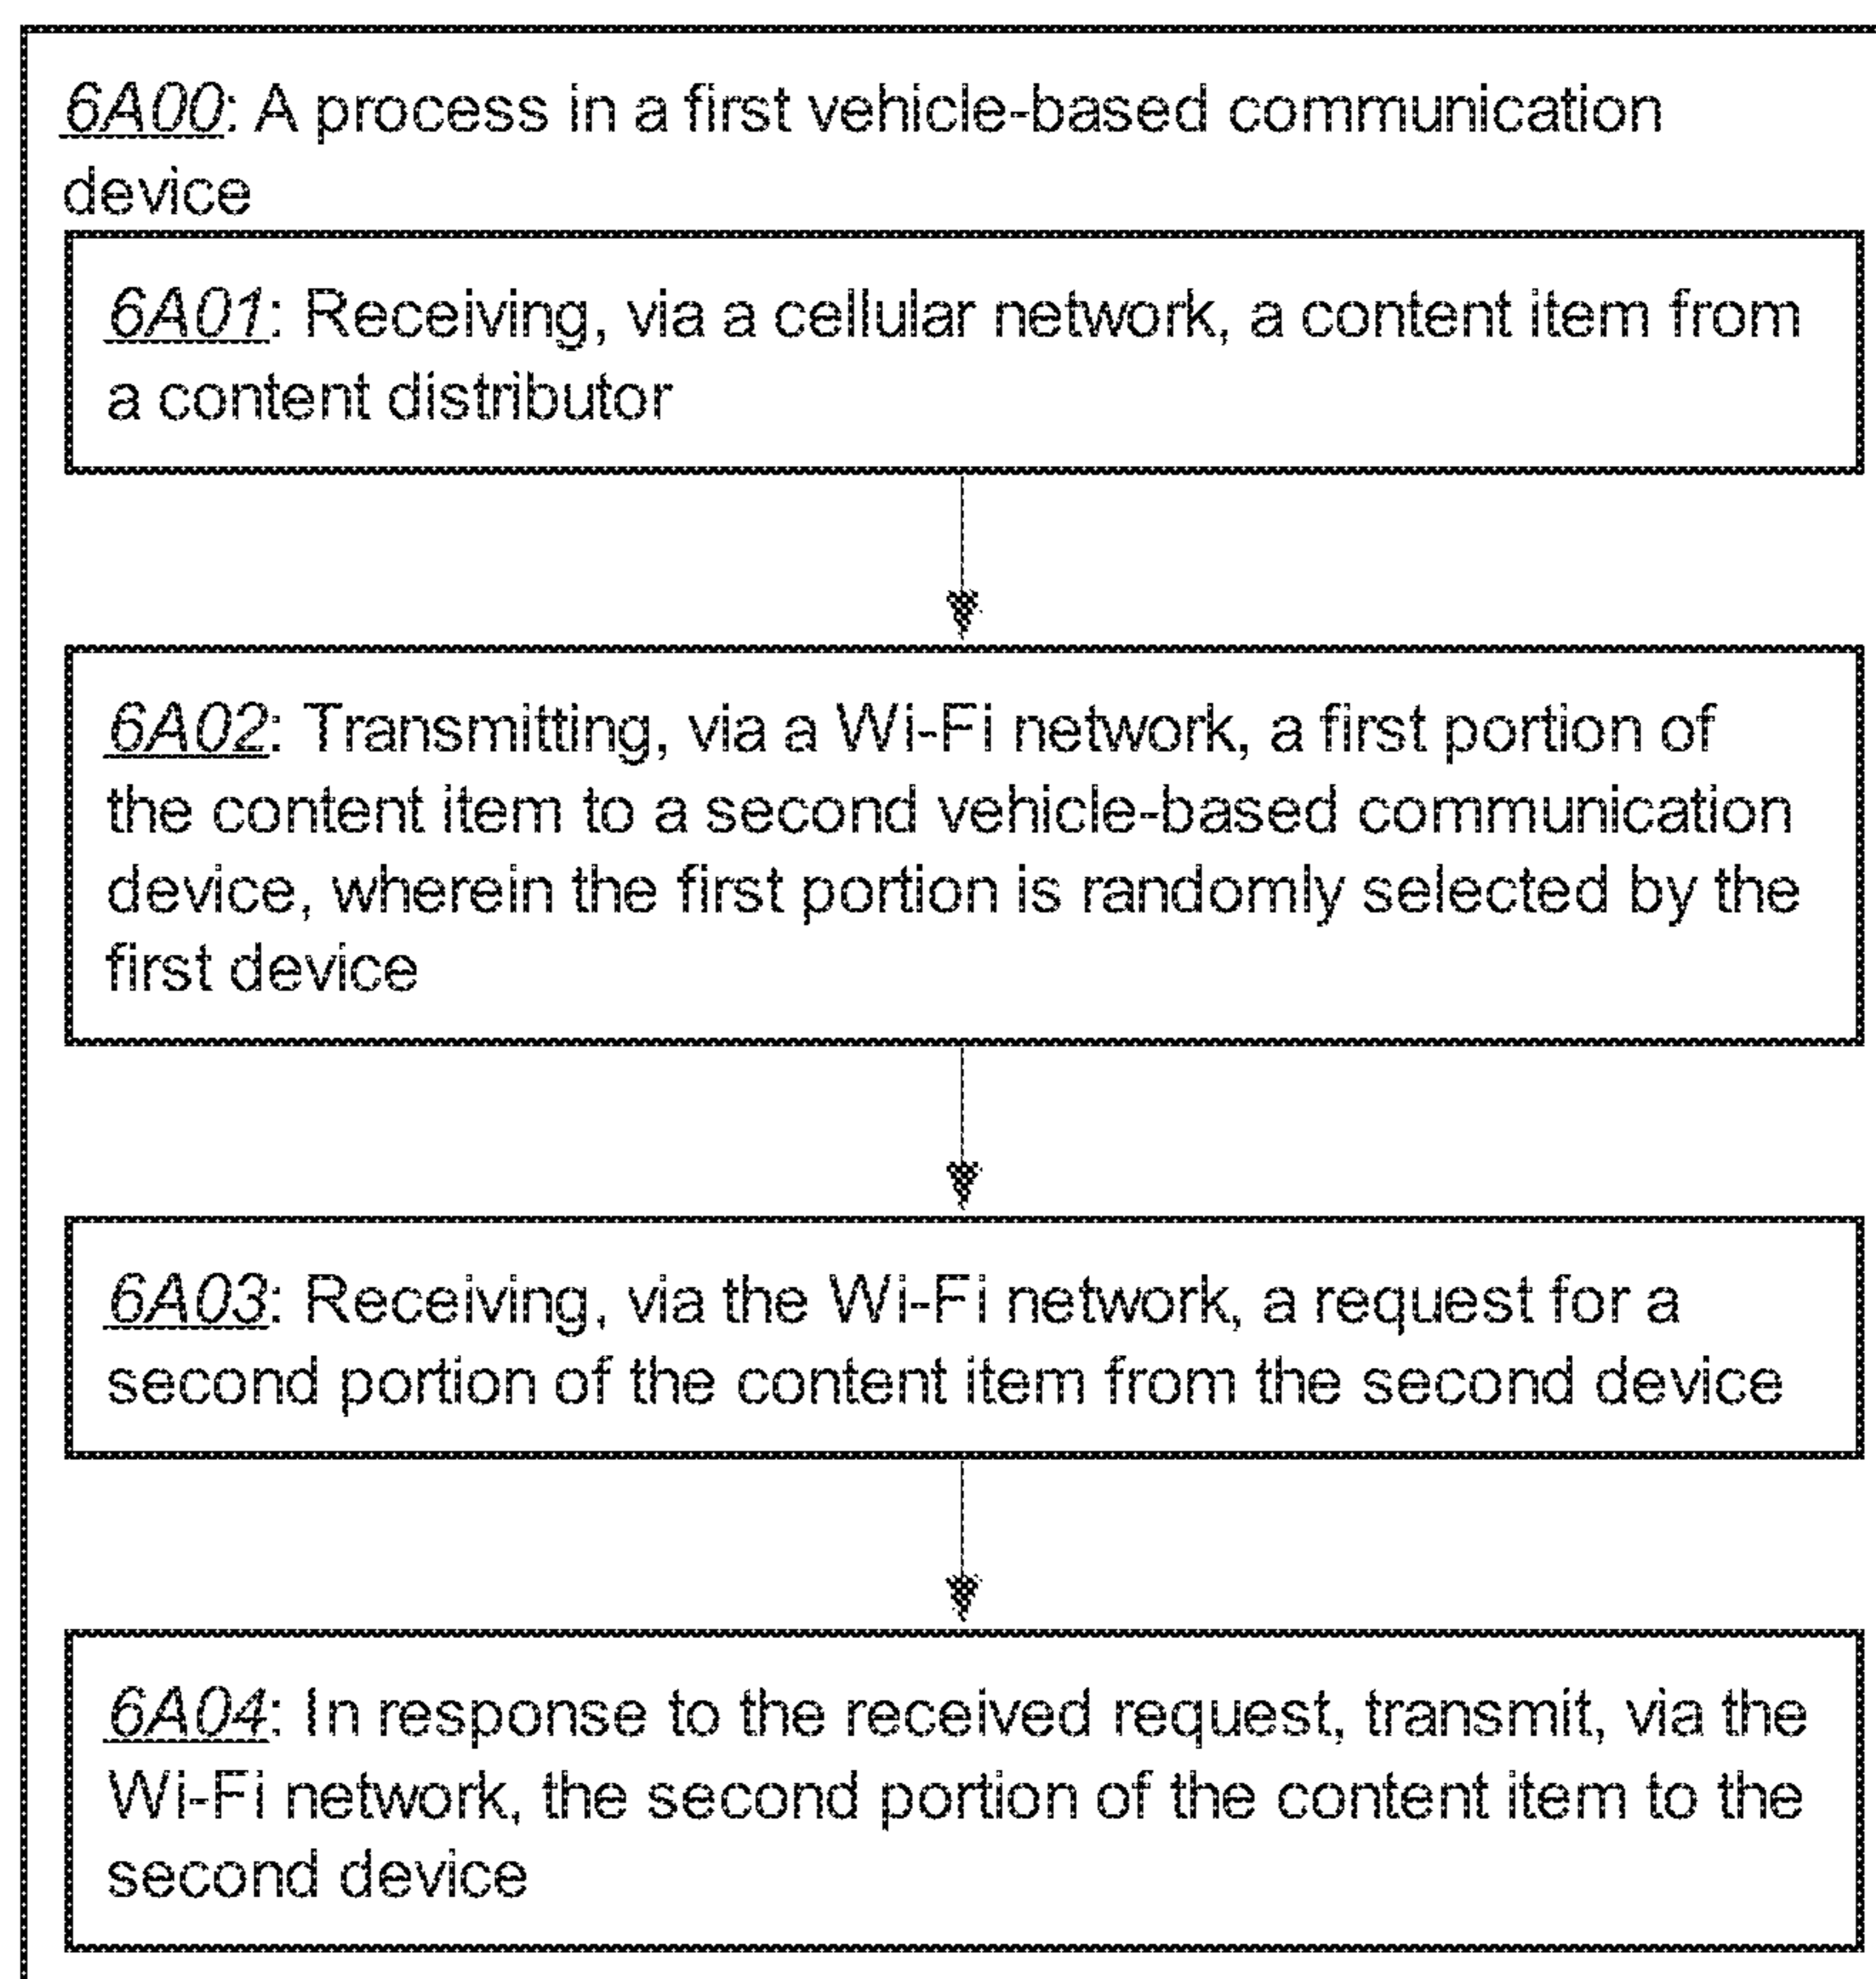 6A00: A process in a first vehicle-based communication
device
6A01: Receiving, via a cellular network, a content item from
a content distributor
6A02: Transmitting, via a Wi-Fi network, a first portion of
the content item to a second vehicle-based communication
device, wherein the first portion is randomly selected by the
first device
6A03: Receiving, via the Wi-Fi network, a request for a
second portion of the content item from the second device
6A04: In response to the received request, transmit, via the
Wi-Fi network, the second portion of the content item to the
second device